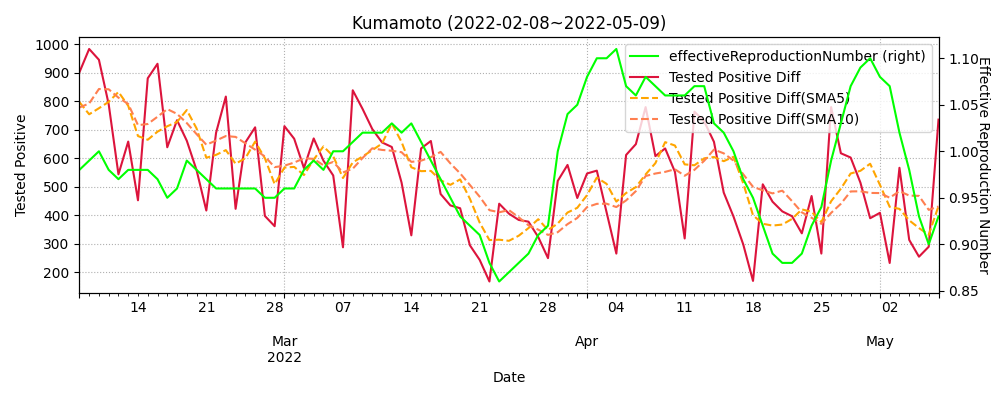 Kumamoto (2022-02-08~2022-05-09)
effectiveReproductionNumber (right)
Tested Positive Diff
Tested Positive Diff(SMA5)
Tested Positive Diff(SMA10)
Tested Positive
1000
900
800
700
600
500
400
300
200
1.10
1.05
1.00
0.95
0.90
0.85
Effective Reproduction Number
14 21 28 07 14 21 28 04 11 18 25 02
Mar Apr May
2022
Date